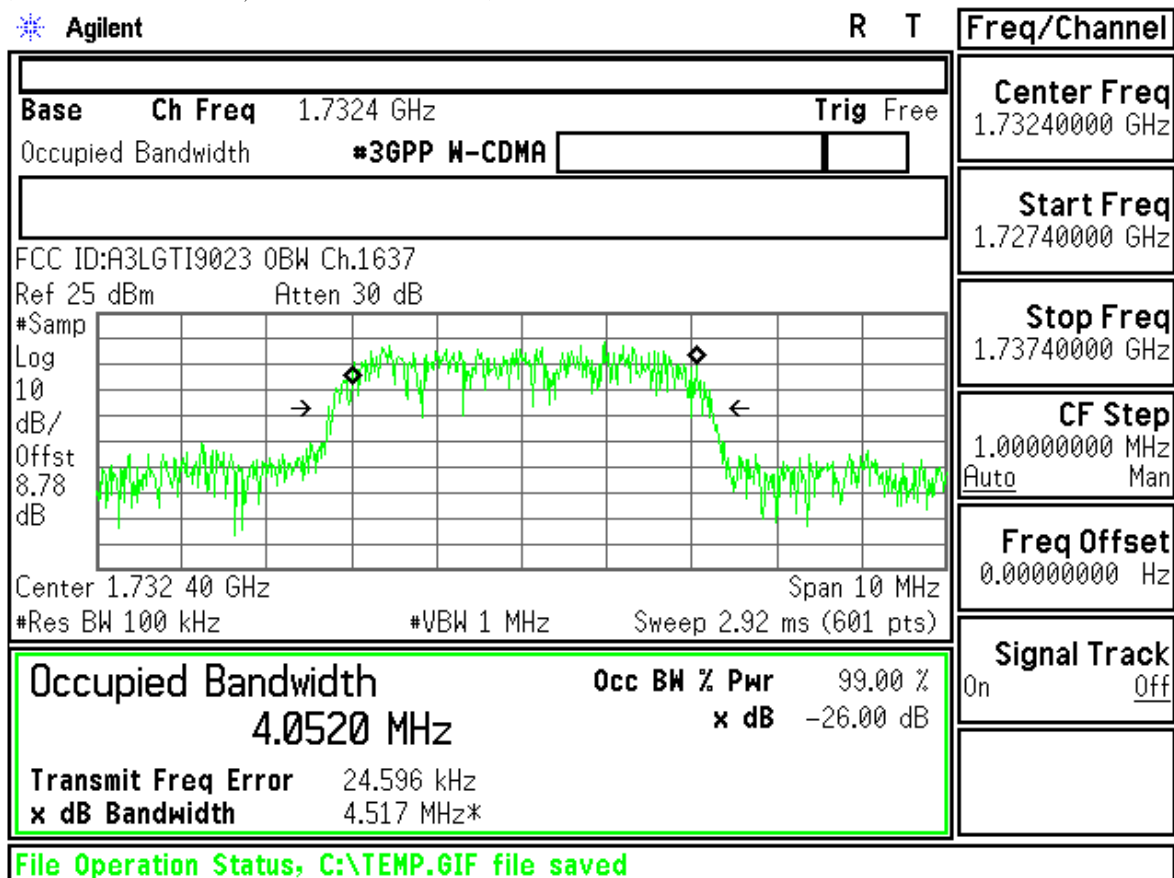 Agilent R T
Base Ch Freq 1.7324 GHz Trig Free
Occupied Bandwidth #3GPP W-CDMA
FCC ID:A3LGTI9023 OBW Ch.1637
Ref 25 dBm Atten 30 dB
#Samp
Log
10
dB/
Offst
8.78
dB
Center 1.732 40 GHz Span 10 MHz
#Res BW 100 kHz #VBW 1 MHz Sweep 2.92 ms (601 pts)
Occupied Bandwidth Occ BW % Pwr 99.00 %
4.0520 MHz x dB -26.00 dB
Transmit Freq Error 24.596 kHz
x dB Bandwidth 4.517 MHz*
File Operation Status, C:\TEMP.GIF file saved
Freq/Channel
Center Freq
1.73240000 GHz
Start Freq
1.72740000 GHz
Stop Freq
1.73740000 GHz
CF Step
1.00000000 MHz
Auto Man
Freq Offset
0.00000000 Hz
Signal Track
On Off